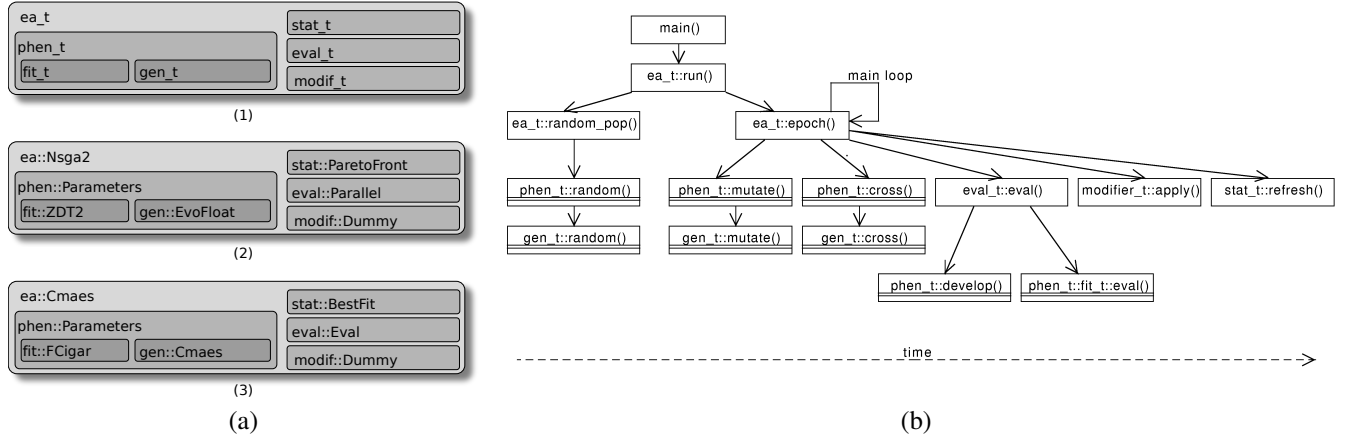 ea_t
phen_t
fit_t
gen_t
stat_t
eval_t
modif_t
(1)
ea::Nsga2
phen::Parameters
fit::ZDT2
gen::EvoFloat
stat::ParetoFront
eval::Parallel
modif::Dummy
(2)
ea::Cmaes
phen::Parameters
fit::FCigar
gen::Cmaes
stat::BestFit
eval::Eval
modif::Dummy
(3)
(a)
main()
ea_t::run()
main loop
ea_t::random_pop()
ea_t::epoch()
phen_t::random()
phen_t::mutate()
phen_t::cross()
eval_t::eval()
modifier_t::apply()
stat_t::refresh()
gen_t::random()
gen_t::mutate()
gen_t::cross()
phen_t::develop()
phen_t::fit_t::eval()
time
(b)